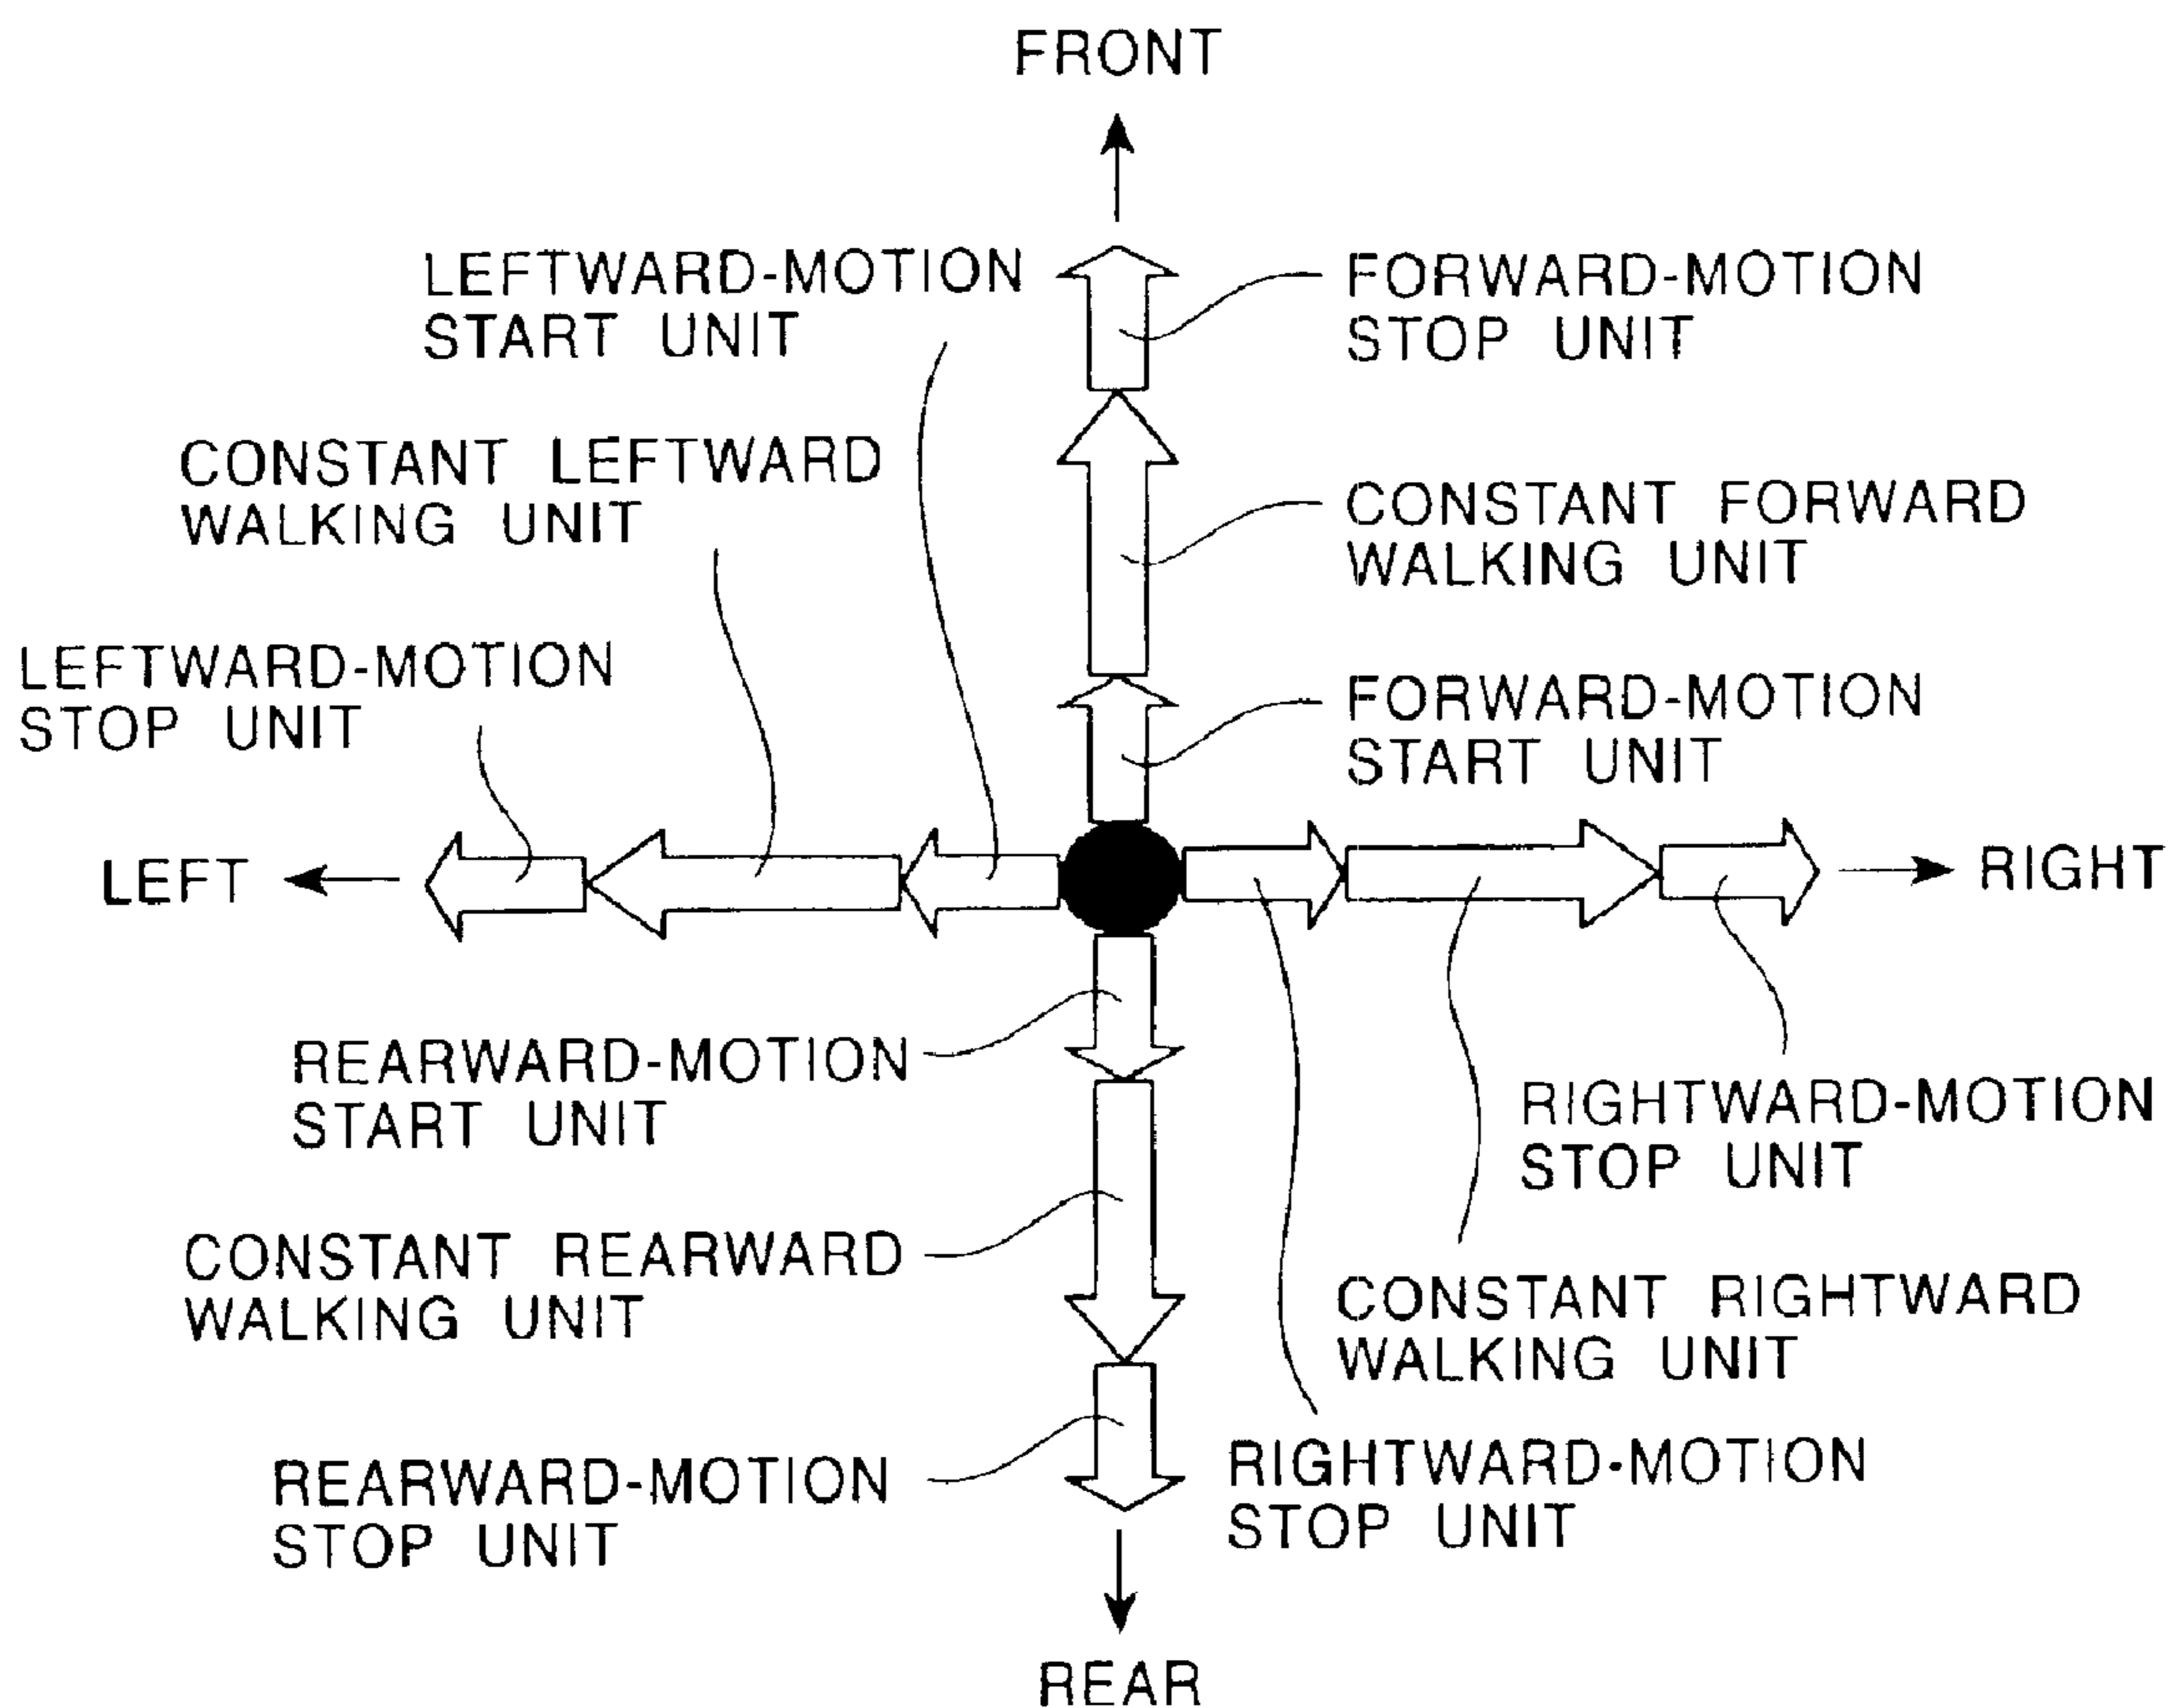 FRONT
LEFTWARD-MOTION
START UNIT
FORWARD-MOTION
STOP UNIT
CONSTANT LEFTWARD
WALKING UNIT
CONSTANT FORWARD
WALKING UNIT
LEFTWARD-MOTION
STOP UNIT
FORWARD-MOTION
START UNIT
LEFT
RIGHT
REARWARD-MOTION
START UNIT
RIGHTWARD-MOTION
STOP UNIT
CONSTANT REARWARD
WALKING UNIT
CONSTANT RIGHTWARD
WALKING UNIT
REARWARD-MOTION
STOP UNIT
RIGHTWARD-MOTION
STOP UNIT
REAR